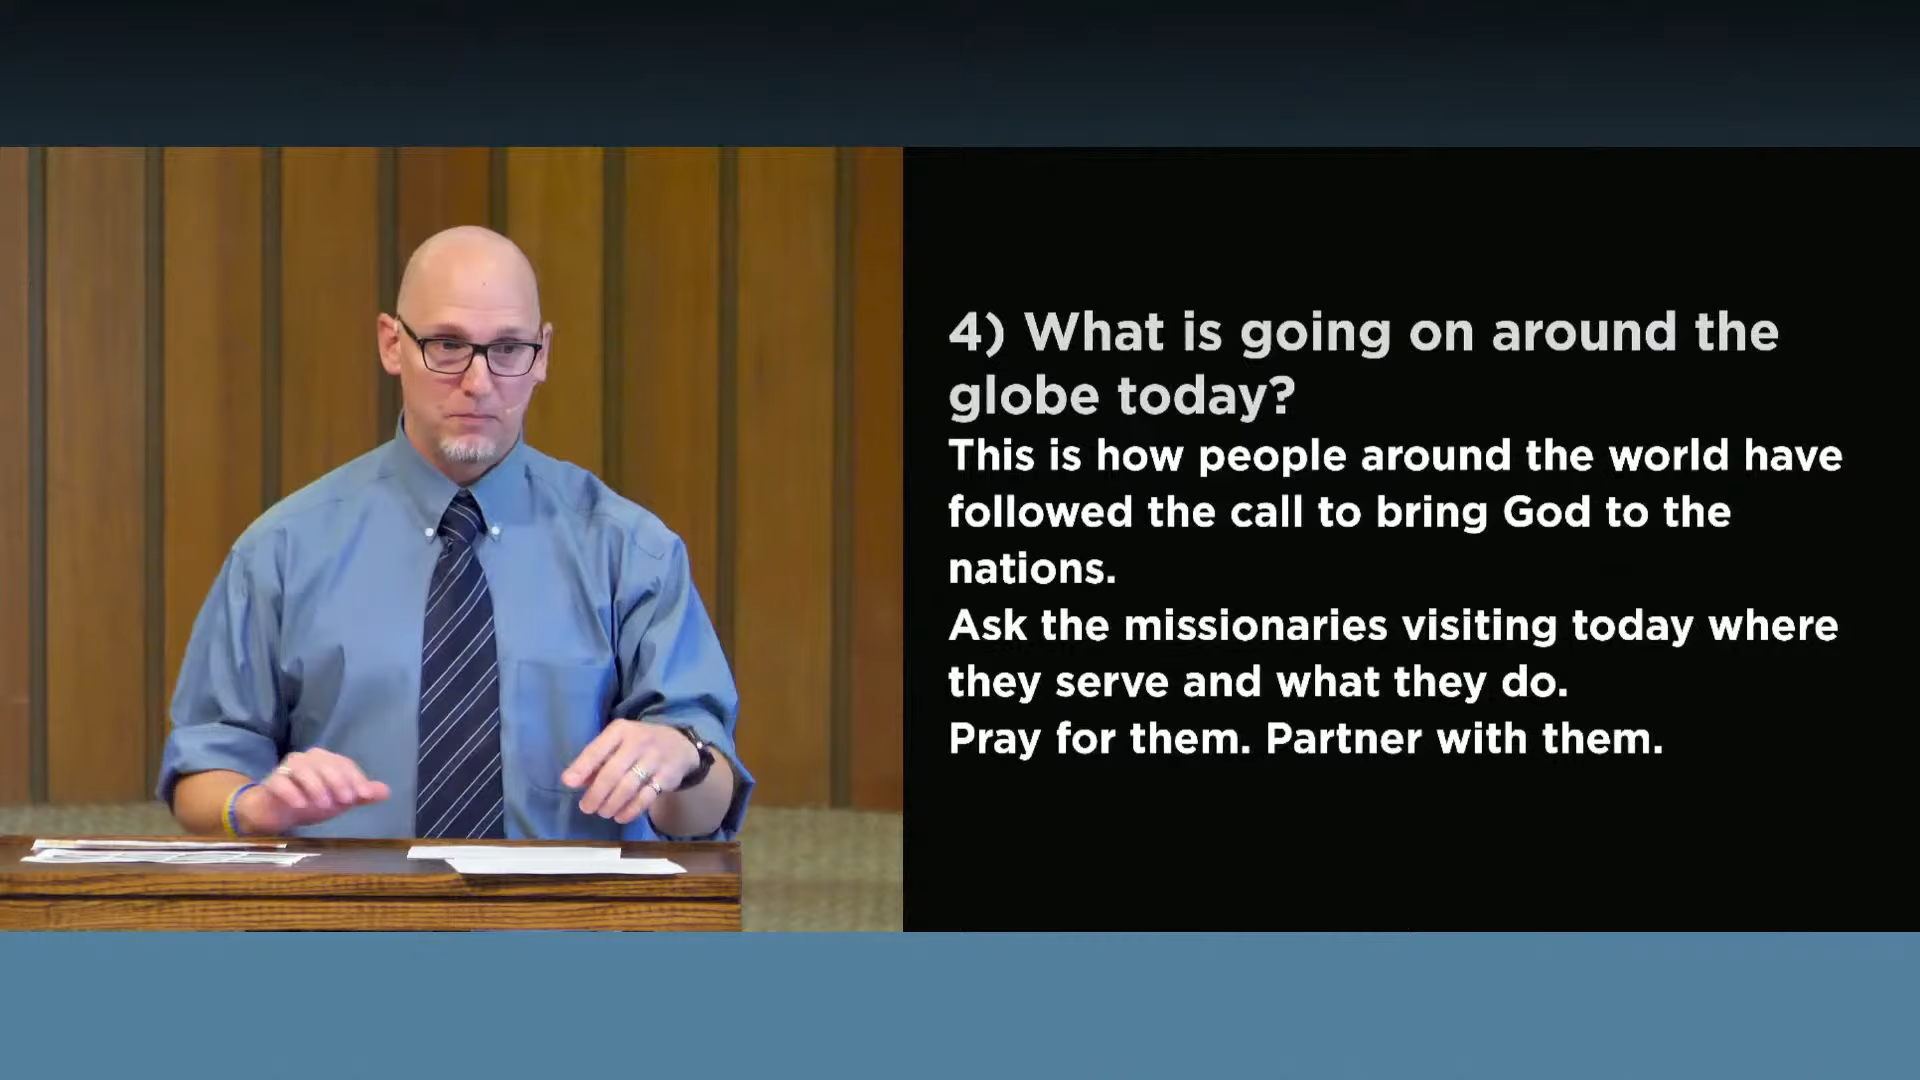 4) What is going on around the
globe today?
This is how people around the world have
followed the call to bring God to the
nations.
Ask the missionaries visiting today where
they serve and what they do.
Pray for them. Partner with them.